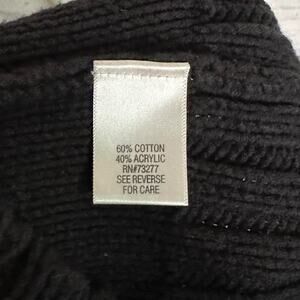 60% COTTON
40% ACRYLIC
RN#73277
SEE REVERSE
FOR CARE